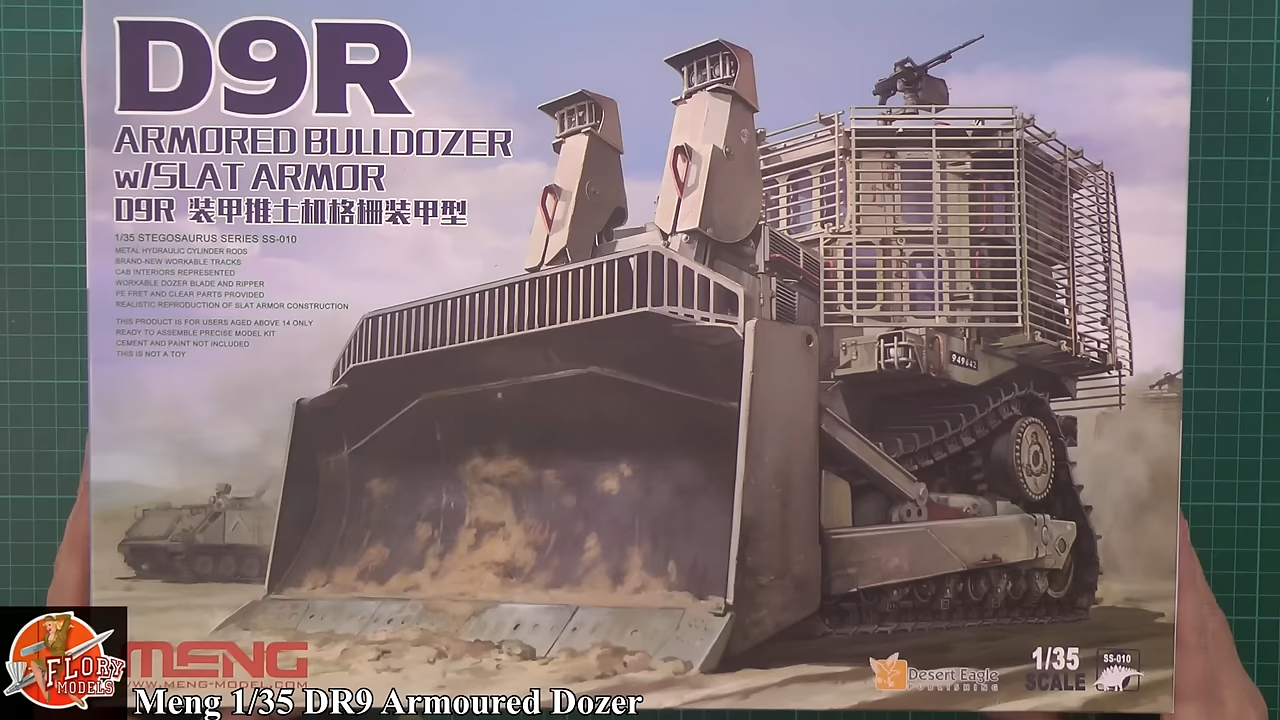 D9R
ARMORED BULLDOZER
w/SLAT ARMOR
D9R 装甲推土机格栅装甲型
1/35 STEGOSAURUS SERIES SS-010
METAL HYDRAULIC CYLINDER RODS
BRAND-NEW WORKABLE TRACKS
CAB INTERIORS REPRESENTED
WORKABLE DOZER BLADE AND RIPPER
PE FRET AND CLEAR PARTS PROVIDED
REALISTIC REPRODUCTION OF SLAT ARMOR CONSTRUCTION
THIS PRODUCT IS FOR USERS AGED ABOVE 14 ONLY
READY TO ASSEMBLE PRECISE MODEL KIT
CEMENT AND PAINT NOT INCLUDED
THIS IS NOT A TOY
949642
MENG
WWW.MENG-MODEL.COM
Desert Eagle
PUBLISHING
1/35
SCALE
SS-010
FLORY
MODELS
Meng 1/35 DR9 Armoured Dozer